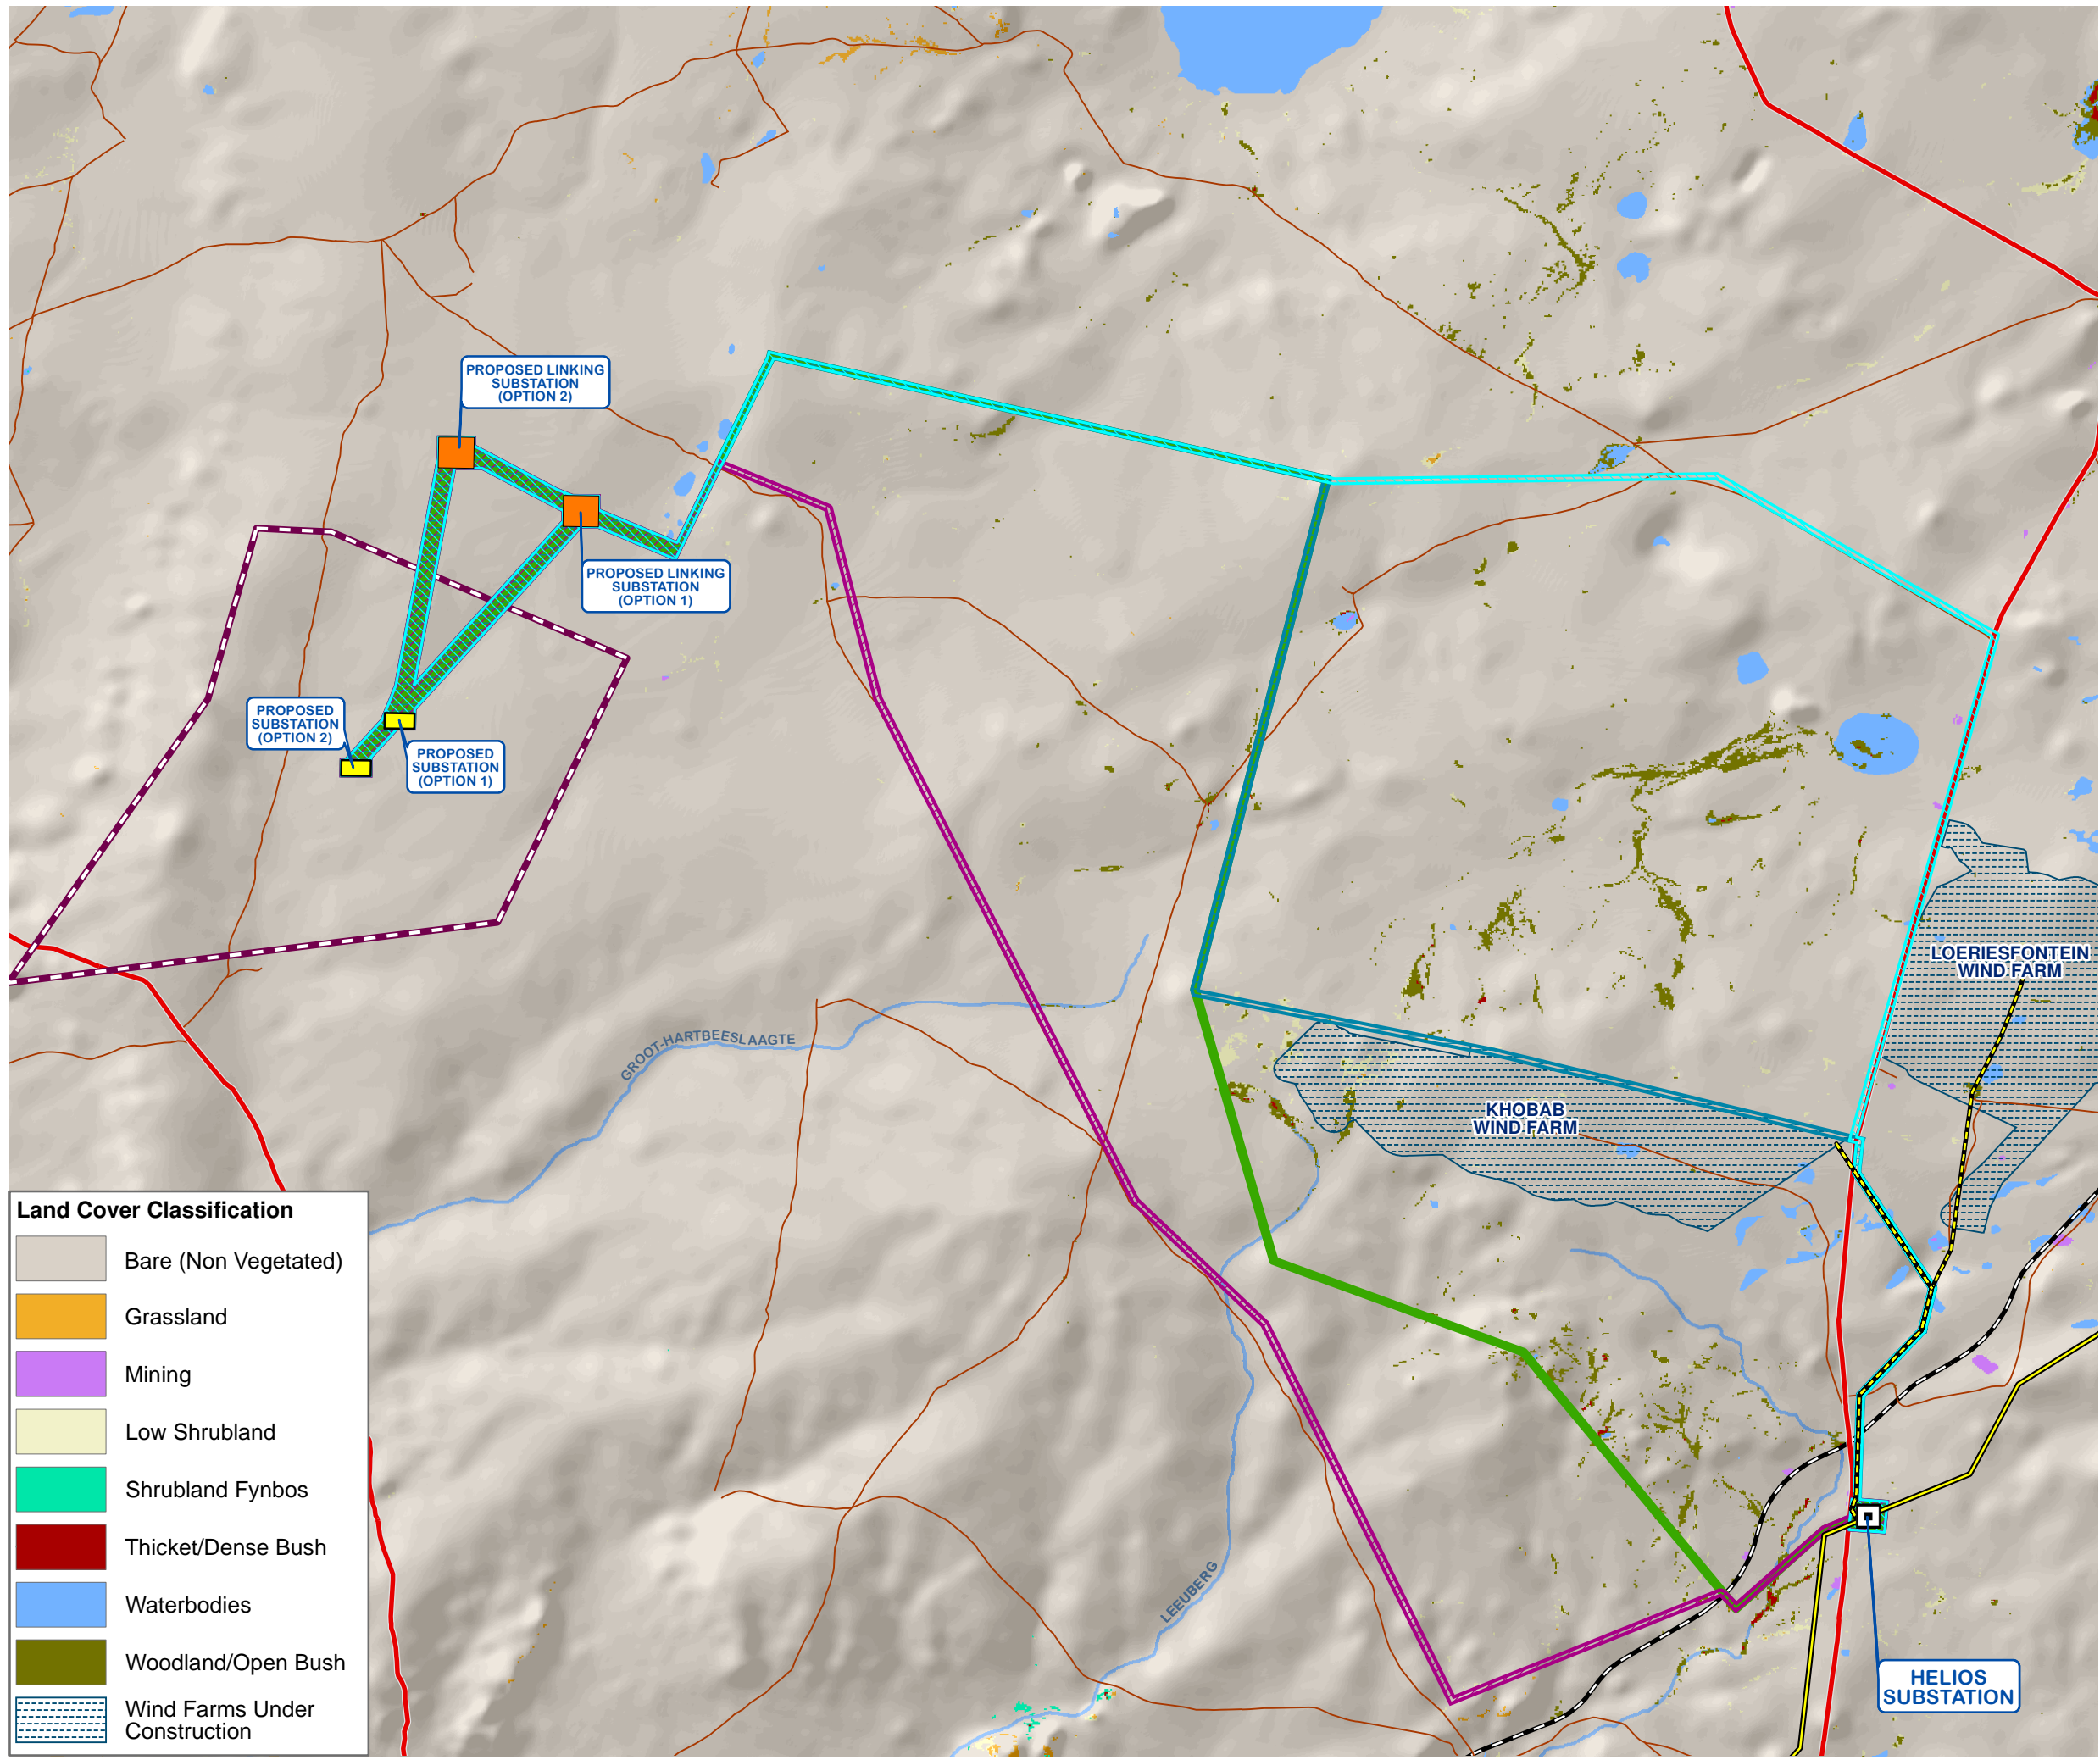 PROPOSED LINKING
SUBSTATION
(OPTION 2)
PROPOSED LINKING
SUBSTATION
(OPTION 1)
PROPOSED
SUBSTATION
(OPTION 2)
PROPOSED
SUBSTATION
(OPTION 1)
LOERIESFONTEIN
WIND FARM
GROOT-HARTBEESLAAGTE
KHOBAB
WIND FARM
LEEUBERG
HELIOS
SUBSTATION
Land Cover Classification
Bare (Non Vegetated)
Grassland
Mining
Low Shrubland
Shrubland Fynbos
Thicket/Dense Bush
Waterbodies
Woodland/Open Bush
Wind Farms Under
Construction